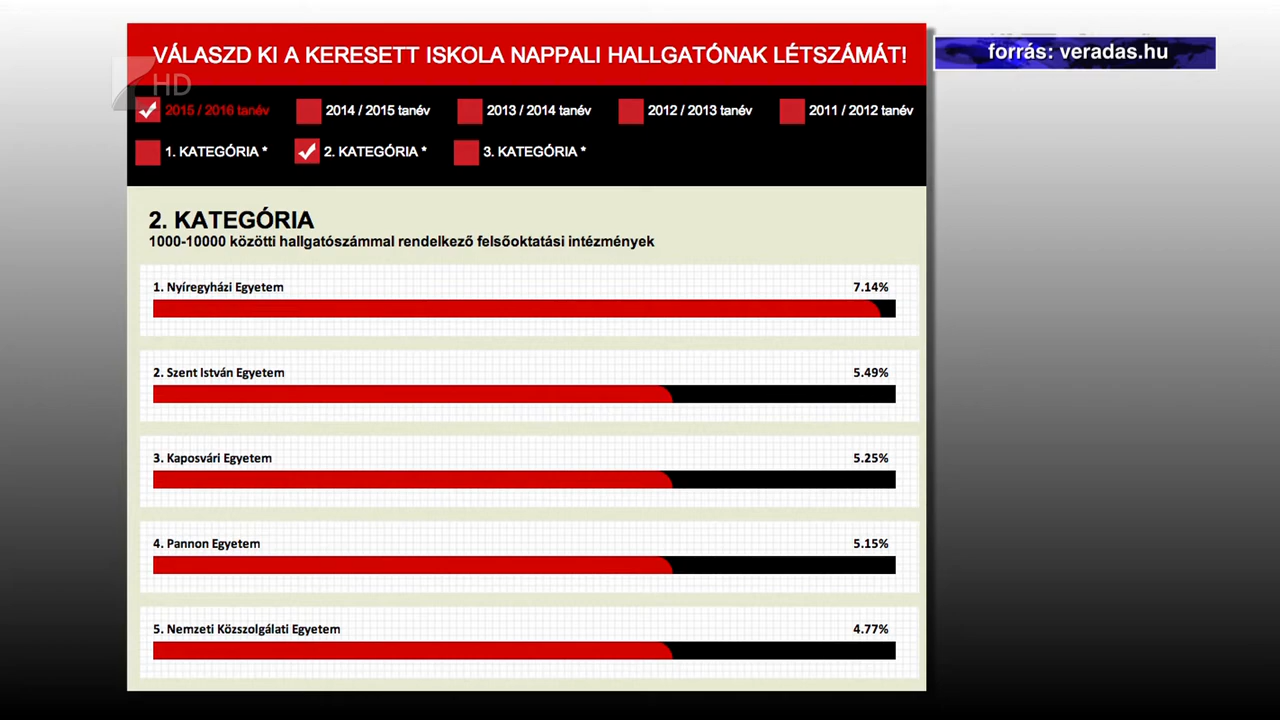 VÁLASZD KI A KERESETT ISKOLA NAPPALI HALLGATÓNAK LÉTSZÁMÁT!
forrás: veradas.hu
HD
2015 / 2016 tanév
2014 / 2015 tanév
2013 / 2014 tanév
2012 / 2013 tanév
2011 / 2012 tanév
1. KATEGÓRIA *
2. KATEGÓRIA *
3. KATEGÓRIA *
2. KATEGÓRIA
1000-10000 közötti hallgatószámmal rendelkező felsőoktatási intézmények
1. Nyíregyházi Egyetem 7.14%
2. Szent István Egyetem 5.49%
3. Kaposvári Egyetem 5.25%
4. Pannon Egyetem 5.15%
5. Nemzeti Közszolgálati Egyetem 4.77%